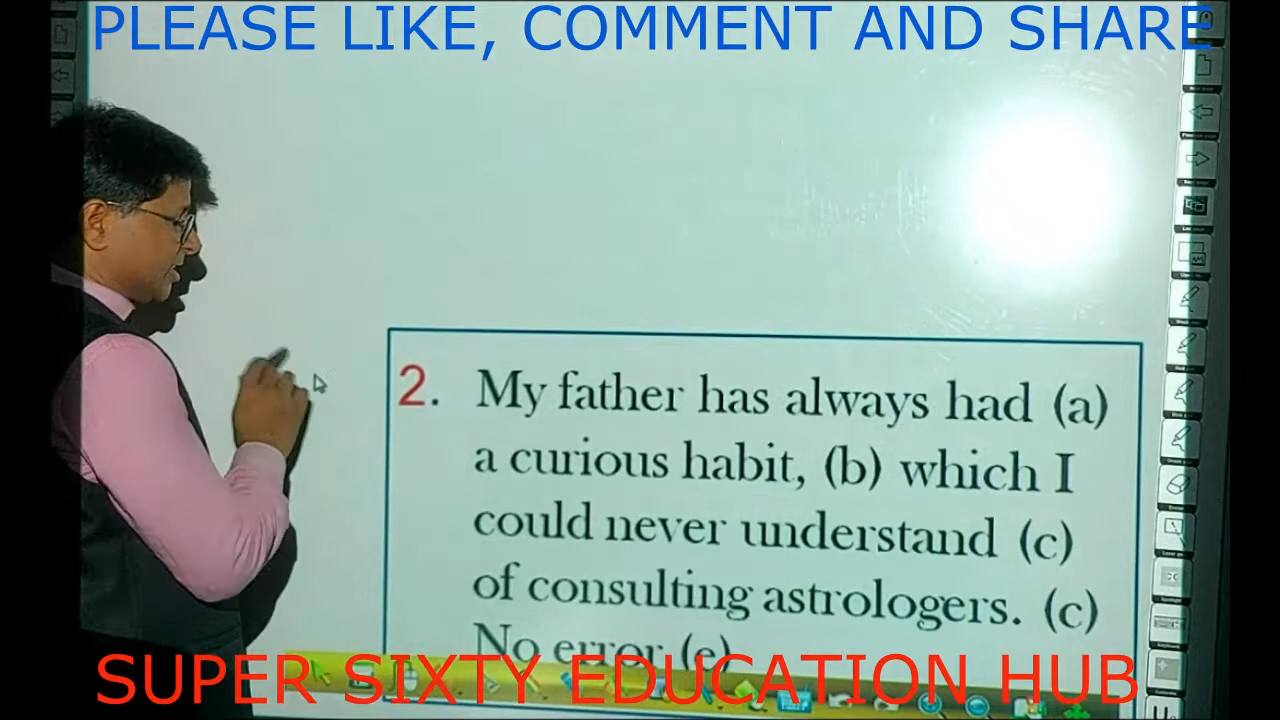 PLEASE LIKE, COMMENT AND SHARE
2. My father has always had (a)
a curious habit, (b) which I
could never understand (c)
of consulting astrologers. (c)
No error (e)
SUPER SIXTY EDUCATION HUB